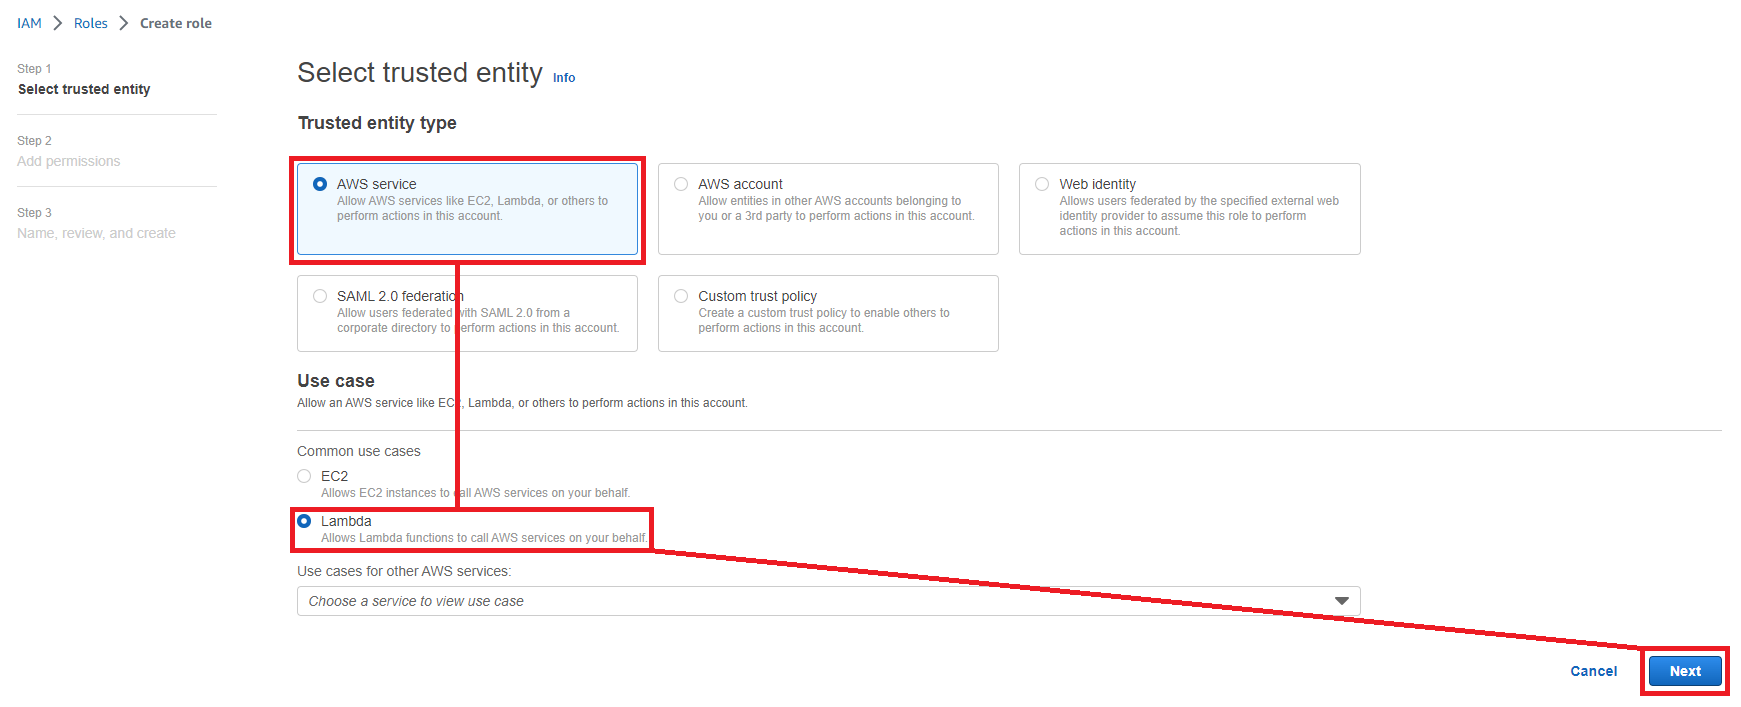 IAM > Roles > Create role
Step 1
Select trusted entity
Step 2
Add permissions
Step 3
Name, review, and create
Select trusted entity Info
Trusted entity type
AWS service
Allow AWS services like EC2, Lambda, or others to
perform actions in this account.
AWS account
Allow entities in other AWS accounts belonging to
you or a 3rd party to perform actions in this account.
Web identity
Allows users federated by the specified external web
identity provider to assume this role to perform
actions in this account.
SAML 2.0 federation
Allow users federated with SAML 2.0 from a
corporate directory to perform actions in this account.
Custom trust policy
Create a custom trust policy to enable others to
perform actions in this account.
Use case
Allow an AWS service like EC2, Lambda, or others to perform actions in this account.
Common use cases
EC2
Allows EC2 instances to call AWS services on your behalf.
Lambda
Allows Lambda functions to call AWS services on your behalf.
Use cases for other AWS services:
Choose a service to view use case
Cancel
Next